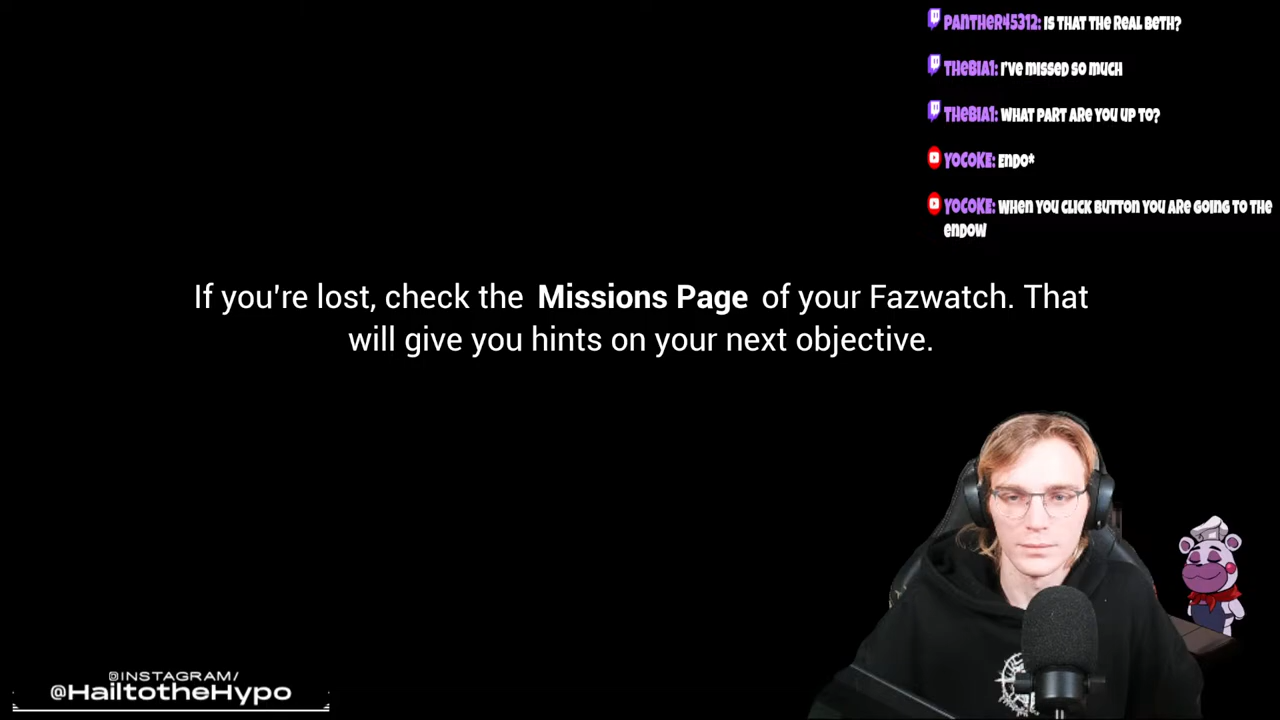 PANTHER45312: IS THAT THE REAL BETH?
THEBIA1: I'VE MISSED SO MUCH
THEBIA1: WHAT PART ARE YOU UP TO?
YOCOKE: ENDO*
YOCOKE: WHEN YOU CLICK BUTTON YOU ARE GOING TO THE
ENDOW
If you're lost, check the Missions Page of your Fazwatch. That
will give you hints on your next objective.
@INSTAGRAM/
@HailtotheHypo